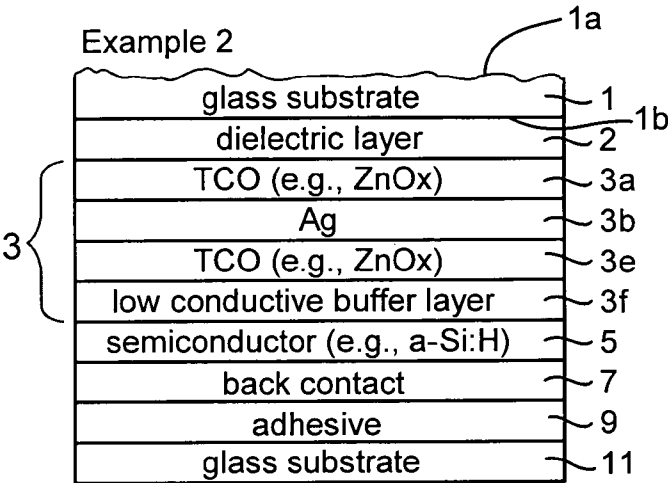 1a
Example 2
glass substrate 1
1b
dielectric layer 2
TCO (e.g., ZnOx) 3a
Ag 3b
3
TCO (e.g., ZnOx) 3e
low conductive buffer layer 3f
semiconductor (e.g., a-Si:H) 5
back contact 7
adhesive 9
glass substrate 11